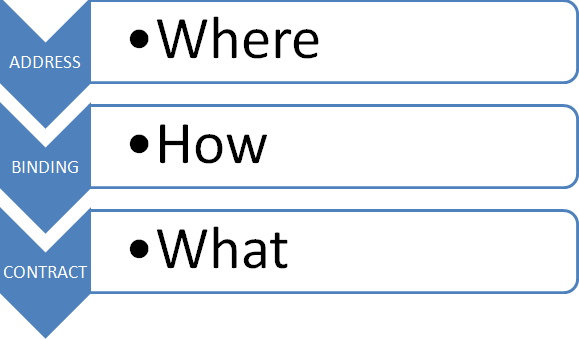 ADDRESS
•Where
BINDING
•How
CONTRACT
•What